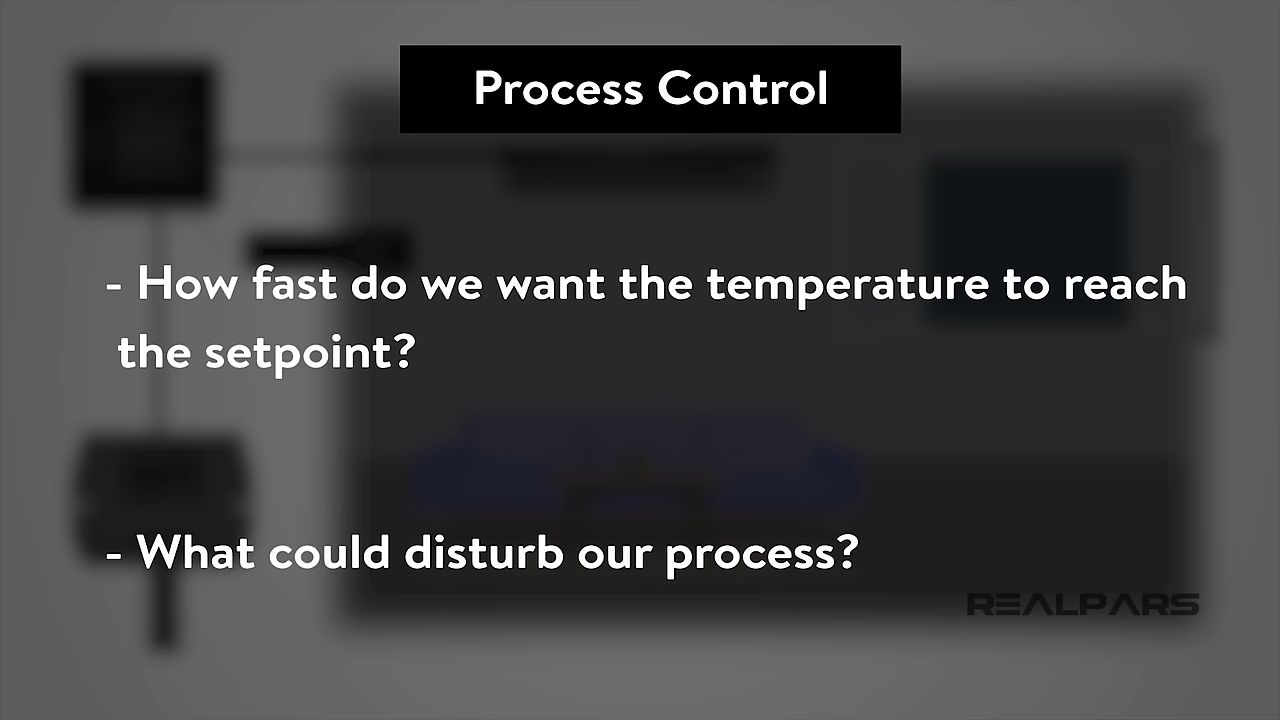 Process Control
- How fast do we want the temperature to reach
the setpoint?
- What could disturb our process?
REALPARS